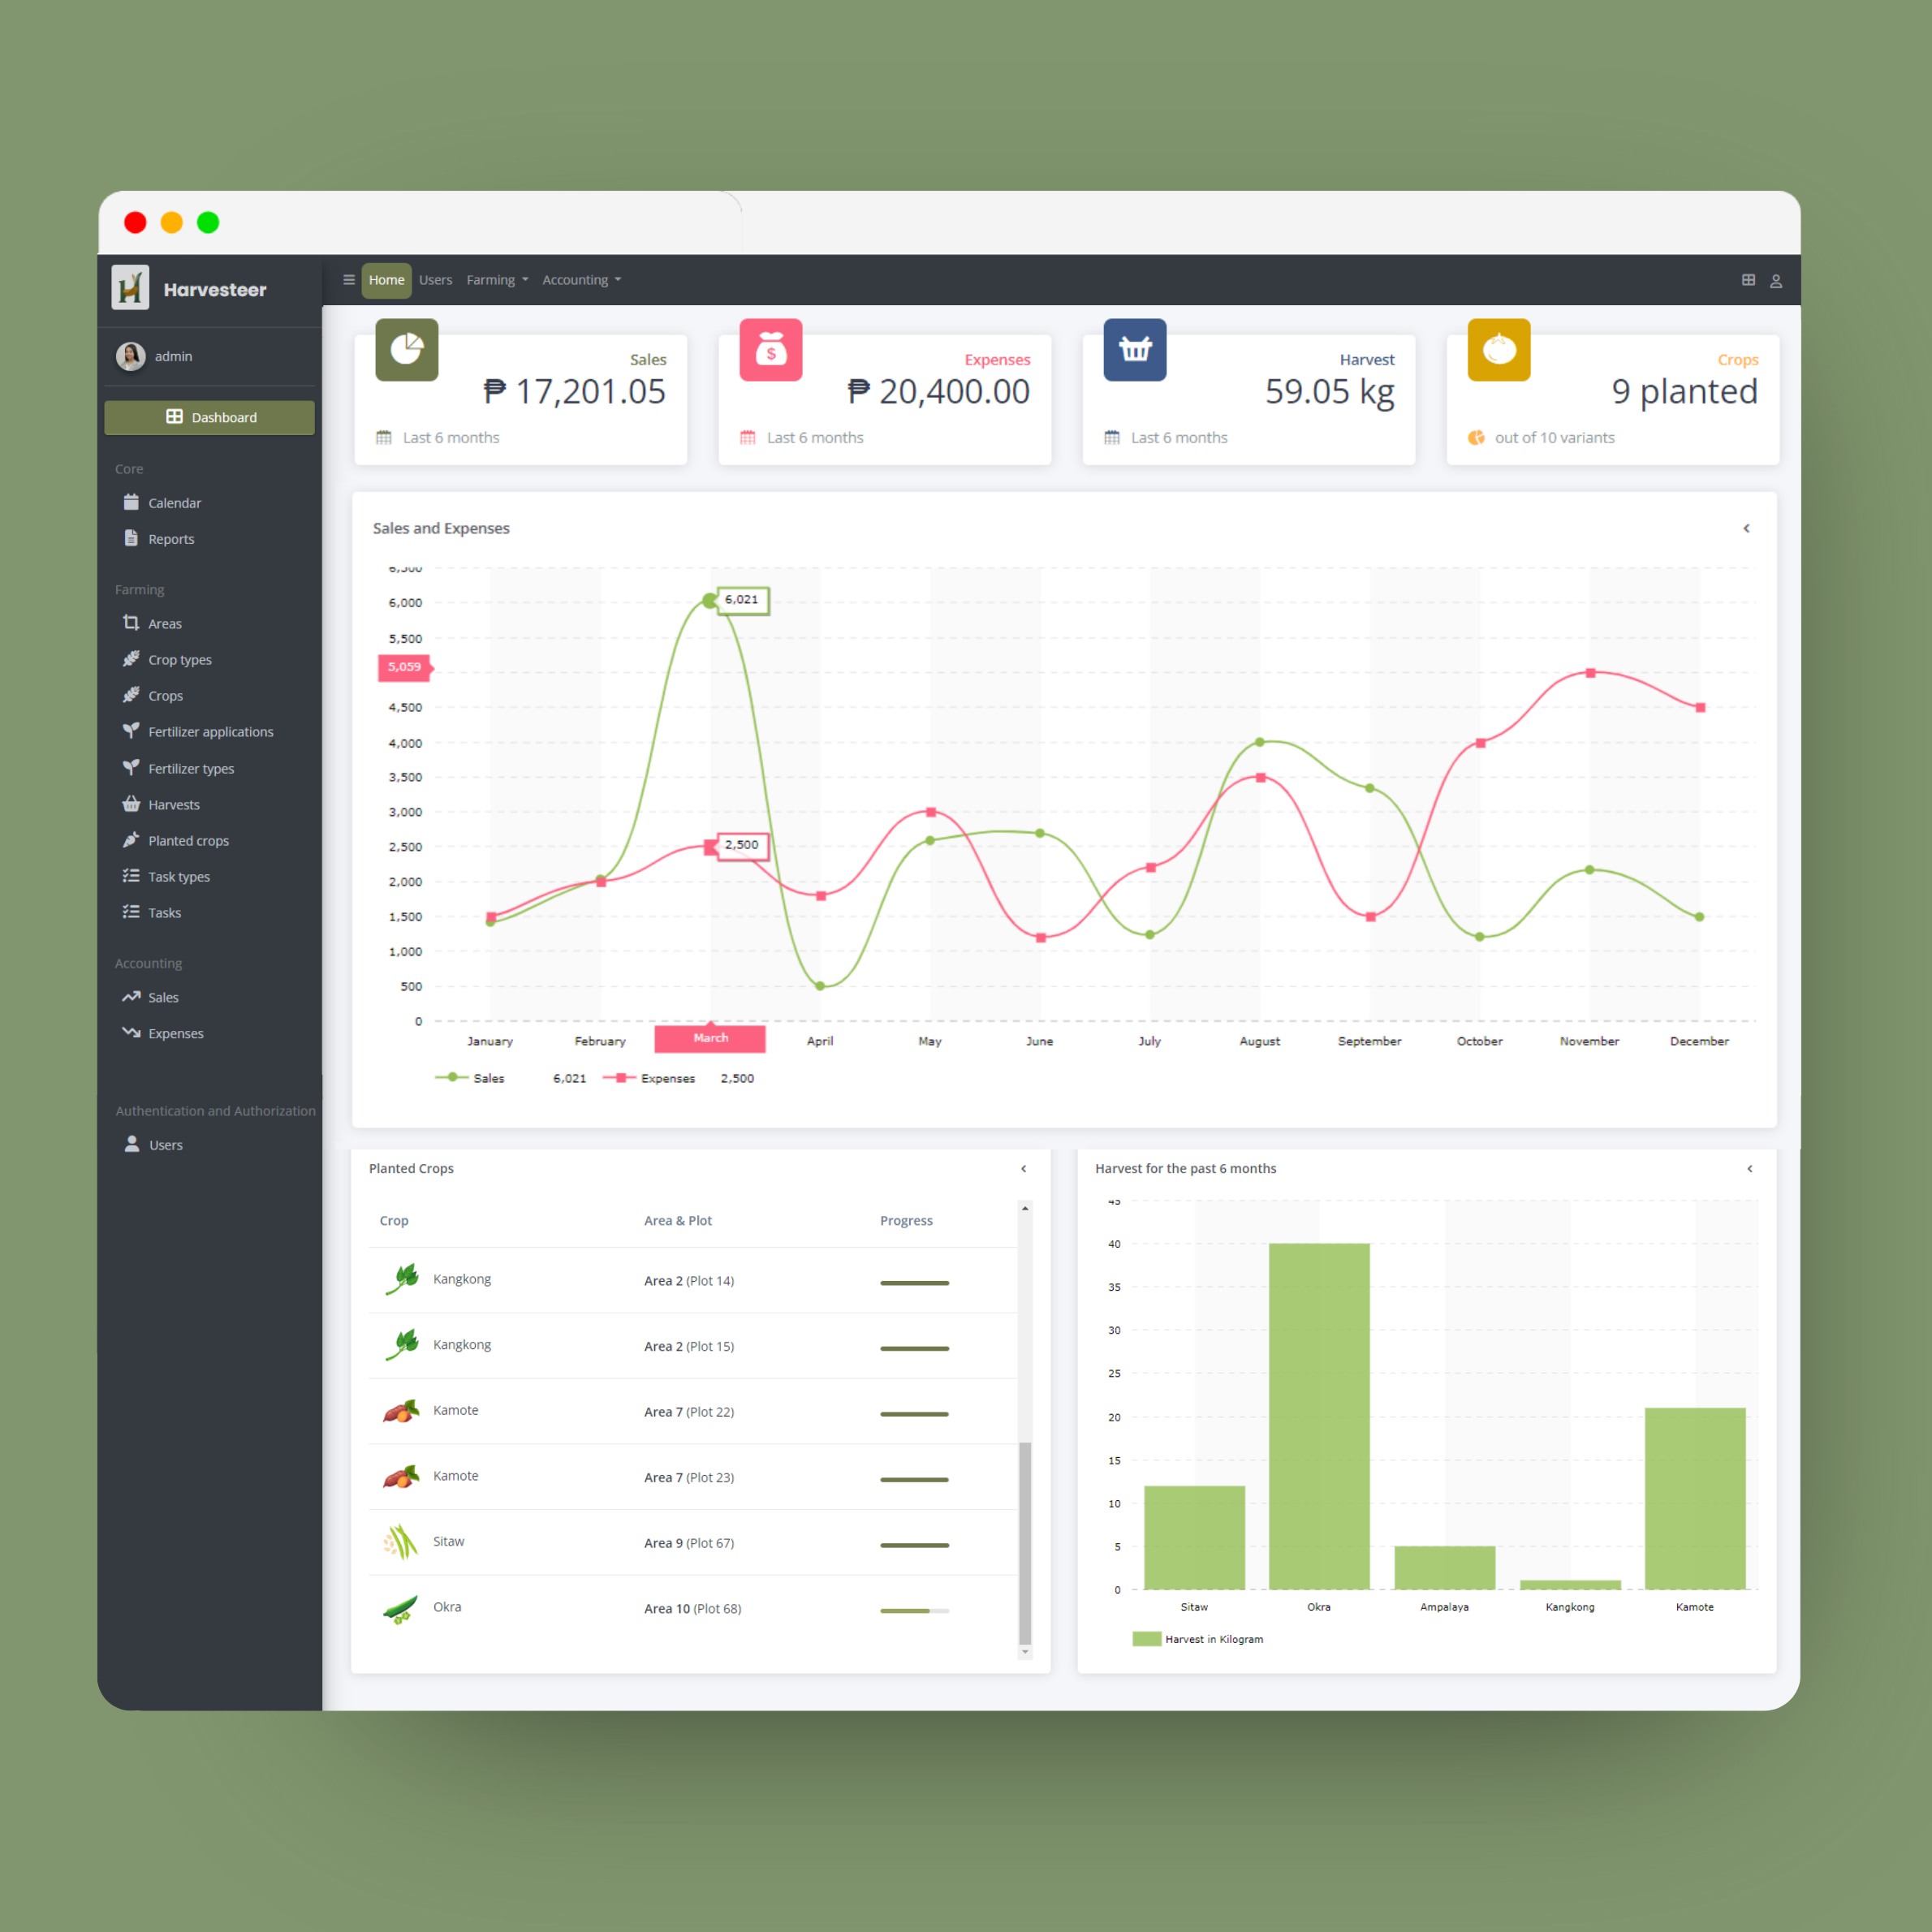 Harvesteer
admin
Dashboard
Core
Calendar
Reports
Farming
Areas
Crop types
Crops
Fertilizer applications
Fertilizer types
Harvests
Planted crops
Task types
Tasks
Accounting
Sales
Expenses
Authentication and Authorization
Users
Home Users Farming Accounting
Sales
₱ 17,201.05
Last 6 months
Expenses
₱ 20,400.00
Last 6 months
Harvest
59.05 kg
Last 6 months
Crops
9 planted
out of 10 variants
Sales and Expenses
6,500
6,000
5,500
5,059
4,500
4,000
3,500
3,000
2,500
2,000
1,500
1,000
500
0
6,021
2,500
January February March April May June July August September October November December
Sales 6,021 Expenses 2,500
Planted Crops
Crop Area & Plot Progress
Kangkong Area 2 (Plot 14)
Kangkong Area 2 (Plot 15)
Kamote Area 7 (Plot 22)
Kamote Area 7 (Plot 23)
Sitaw Area 9 (Plot 67)
Okra Area 10 (Plot 68)
Harvest for the past 6 months
45
40
35
30
25
20
15
10
5
0
Sitaw Okra Ampalaya Kangkong Kamote
Harvest in Kilogram